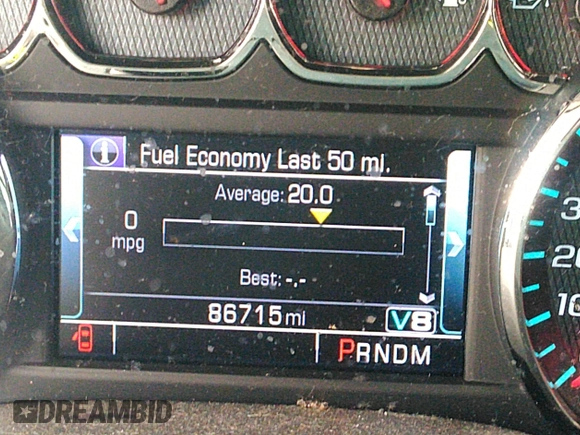 Fuel Economy Last 50 mi.
Average: 20.0
0
mpg
Best: -.-
86715 mi
V8
PRNDM
DREAMBID